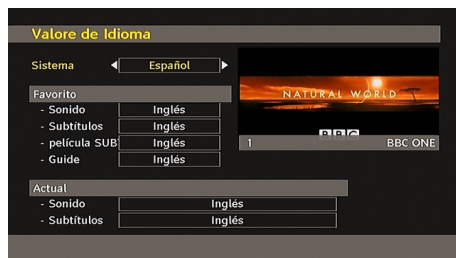 Valore de Idioma
Sistema Español
Favorito
- Sonido Inglés
- Subtítulos Inglés
- película SUB Inglés
- Guide Inglés
NATURAL WORLD
BBC
1 BBC ONE
Actual
- Sonido Inglés
- Subtítulos Inglés